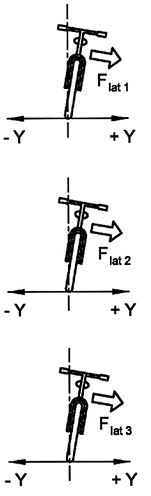 F lat 1
- Y + Y
F lat 2
- Y + Y
F lat 3
- Y + Y